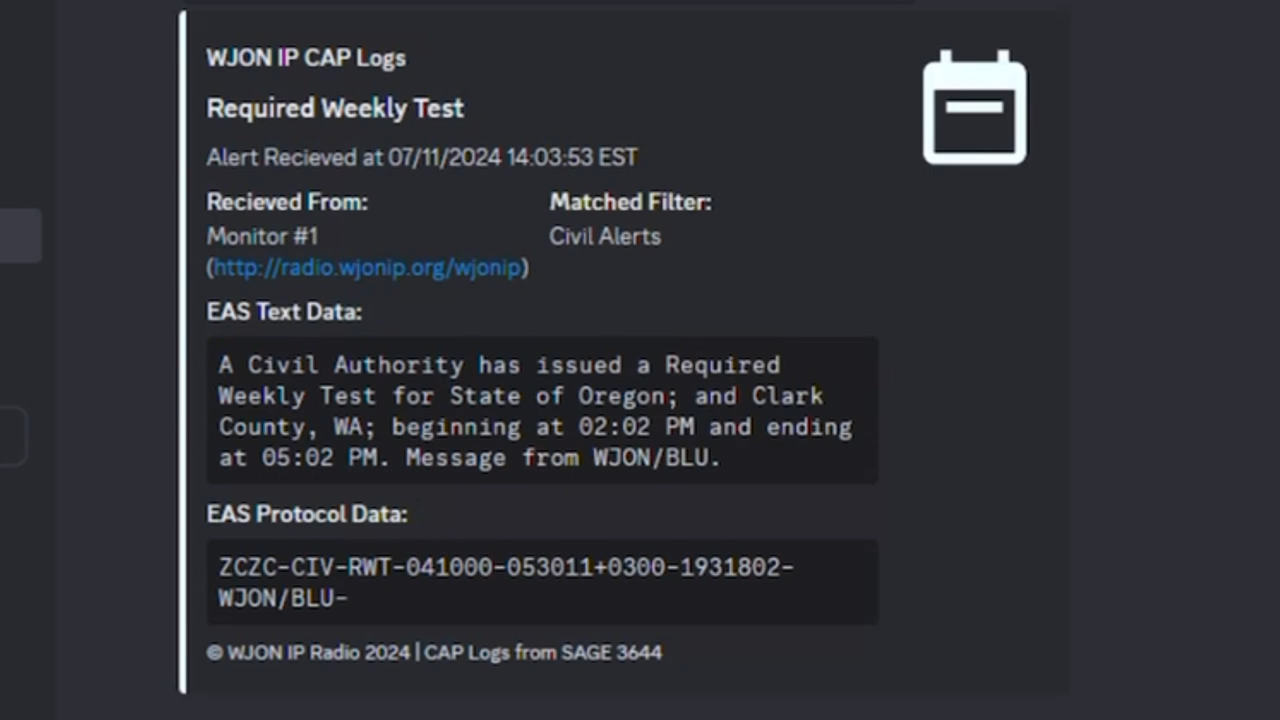 WJON IP CAP Logs
Required Weekly Test
Alert Recieved at 07/11/2024 14:03:53 EST
Recieved From:
Monitor #1
(http://radio.wjonip.org/wjonip)
Matched Filter:
Civil Alerts
EAS Text Data:
A Civil Authority has issued a Required
Weekly Test for State of Oregon; and Clark
County, WA; beginning at 02:02 PM and ending
at 05:02 PM. Message from WJON/BLU.
EAS Protocol Data:
ZCZC-CIV-RWT-041000-053011+0300-1931802-
WJON/BLU-
© WJON IP Radio 2024 | CAP Logs from SAGE 3644